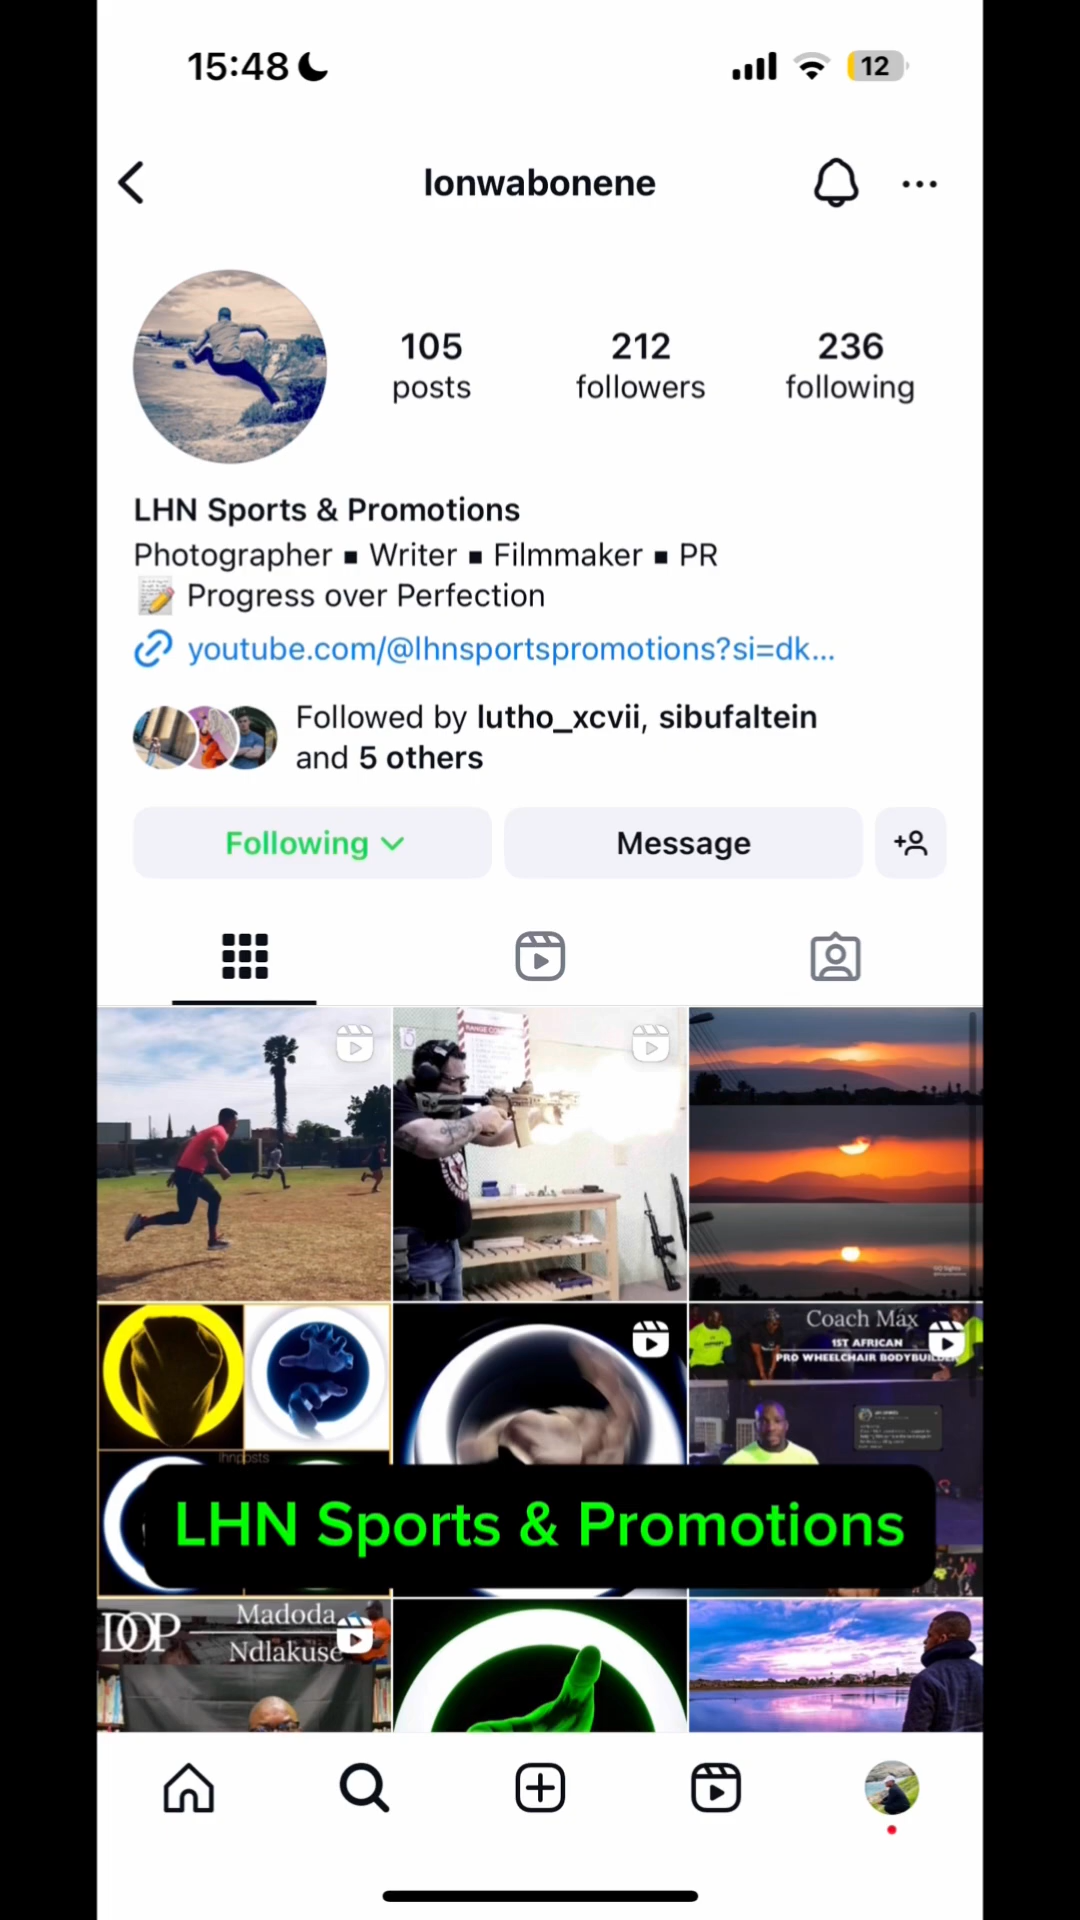 15:48
12
lonwabonene
105
posts
212
followers
236
following
LHN Sports & Promotions
Photographer ▪ Writer ▪ Filmmaker ▪ PR
📝 Progress over Perfection
youtube.com/@lhnsportspromotions?si=dk...
Followed by lutho_xcvii, sibufaltein
and 5 others
Following
Message
Coach Máx
1ST AFRICAN
PRO WHEELCHAIR BODYBUILDER
lhnposts
LHN Sports & Promotions
DOP
Madoda
Ndlakuse